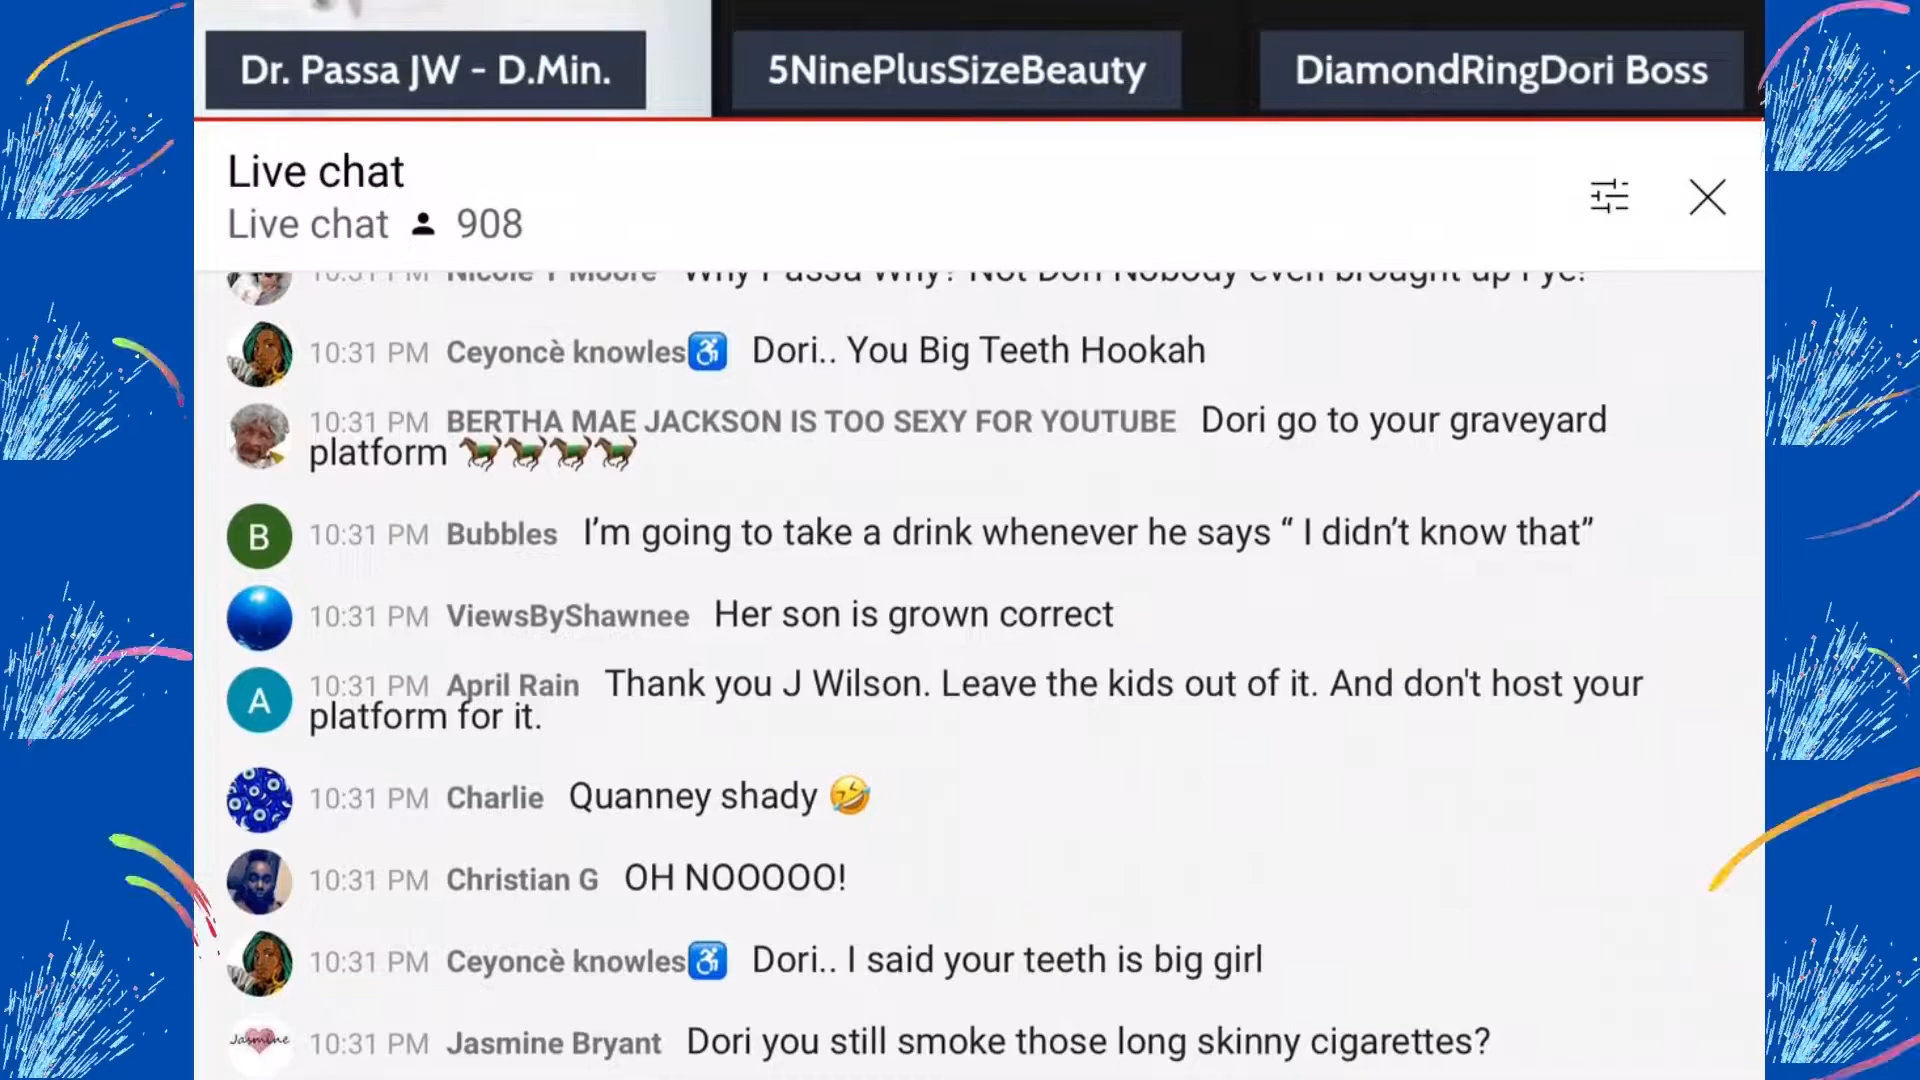 Dr. Passa JW - D.Min.
5NinePlusSizeBeauty
DiamondRingDori Boss
Live chat
Live chat 908
10:31 PM Nicole T Moore Why Passa Why? Not Dori Nobody even brought up
10:31 PM Ceyoncè knowles♿ Dori.. You Big Teeth Hookah
10:31 PM BERTHA MAE JACKSON IS TOO SEXY FOR YOUTUBE Dori go to your graveyard
platform 🐎🐎🐎🐎
B 10:31 PM Bubbles I’m going to take a drink whenever he says “ I didn’t know that”
10:31 PM ViewsByShawnee Her son is grown correct
A 10:31 PM April Rain Thank you J Wilson. Leave the kids out of it. And don't host your
platform for it.
10:31 PM Charlie Quanney shady 🤣
10:31 PM Christian G OH NOOOOO!
10:31 PM Ceyoncè knowles♿ Dori.. I said your teeth is big girl
Jasmine 10:31 PM Jasmine Bryant Dori you still smoke those long skinny cigarettes?